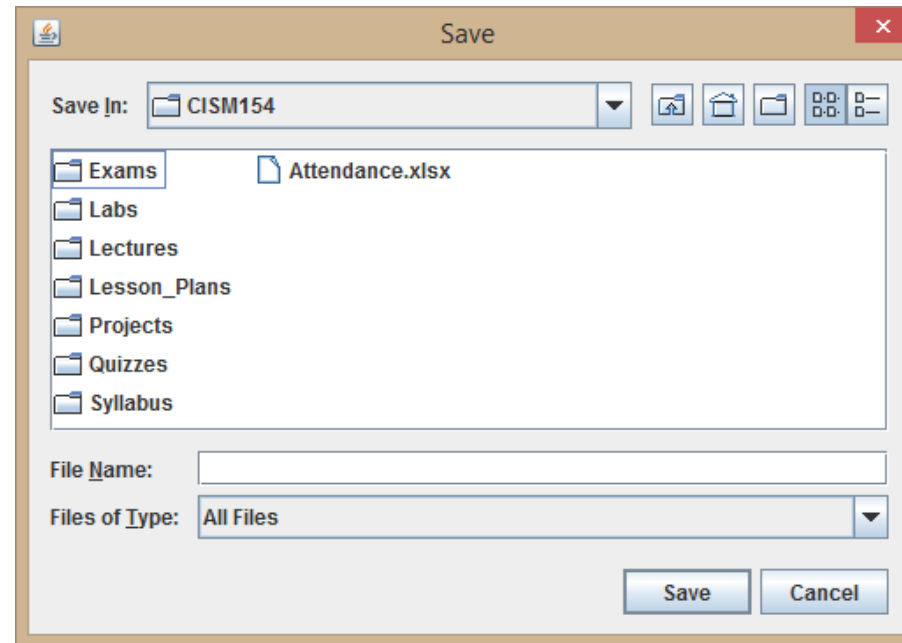 Save
Save In: CISM154
Exams Attendance.xlsx
Labs
Lectures
Lesson_Plans
Projects
Quizzes
Syllabus
File Name:
Files of Type: All Files
Save Cancel